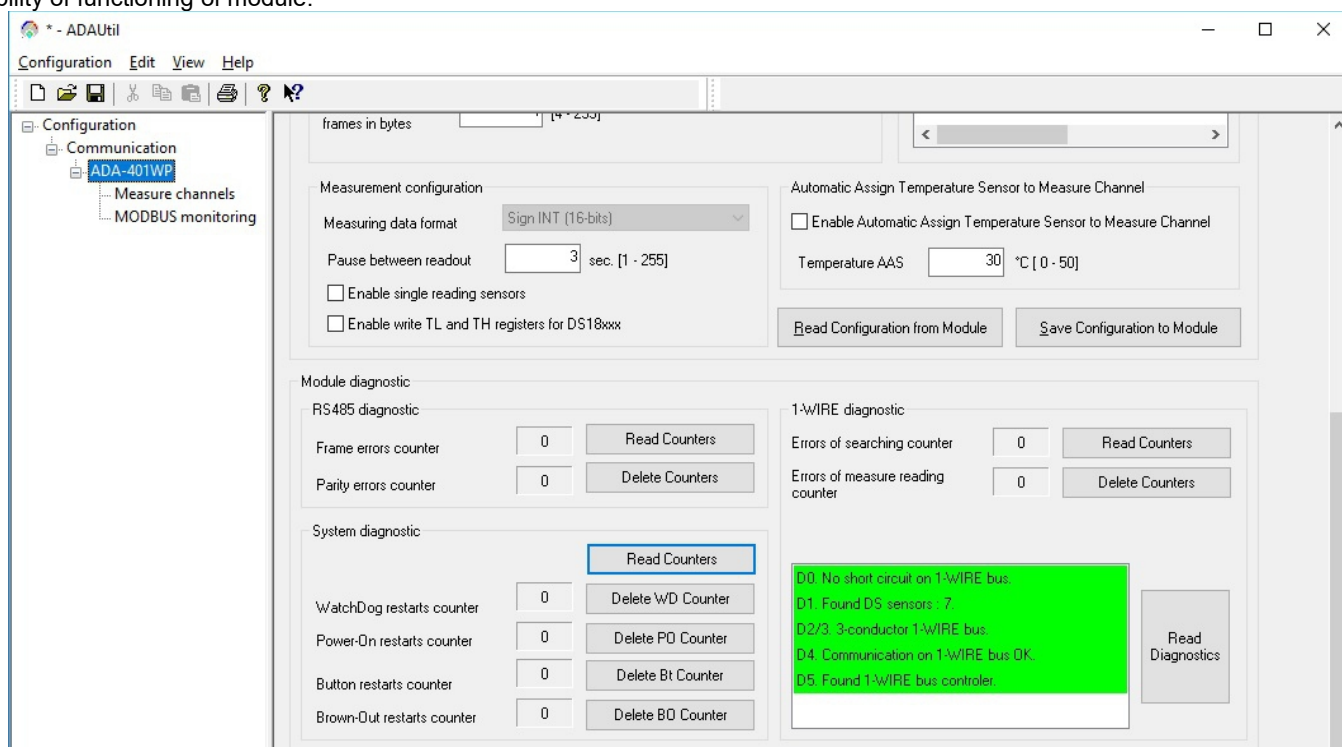 bility of functioning of module.
* - ADAUtil
Configuration Edit View Help
Configuration
Communication
ADA-401WP
Measure channels
MODBUS monitoring
frames in bytes
Measurement configuration
Measuring data format Sign INT (16-bits)
Pause between readout 3 sec. [1 - 255]
Enable single reading sensors
Enable write TL and TH registers for DS18xxx
Automatic Assign Temperature Sensor to Measure Channel
Enable Automatic Assign Temperature Sensor to Measure Channel
Temperature AAS 30 °C [ 0 - 50]
Read Configuration from Module Save Configuration to Module
Module diagnostic
RS485 diagnostic
Frame errors counter 0 Read Counters
Parity errors counter 0 Delete Counters
System diagnostic
Read Counters
WatchDog restarts counter 0 Delete WD Counter
Power-On restarts counter 0 Delete PO Counter
Button restarts counter 0 Delete Bt Counter
Brown-Out restarts counter 0 Delete BO Counter
1-WIRE diagnostic
Errors of searching counter 0 Read Counters
Errors of measure reading
counter 0 Delete Counters
D0. No short circuit on 1-WIRE bus.
D1. Found DS sensors : 7.
D2/3. 3-conductor 1-WIRE bus.
D4. Communication on 1-WIRE bus OK.
D5. Found 1-WIRE bus controler.
Read
Diagnostics